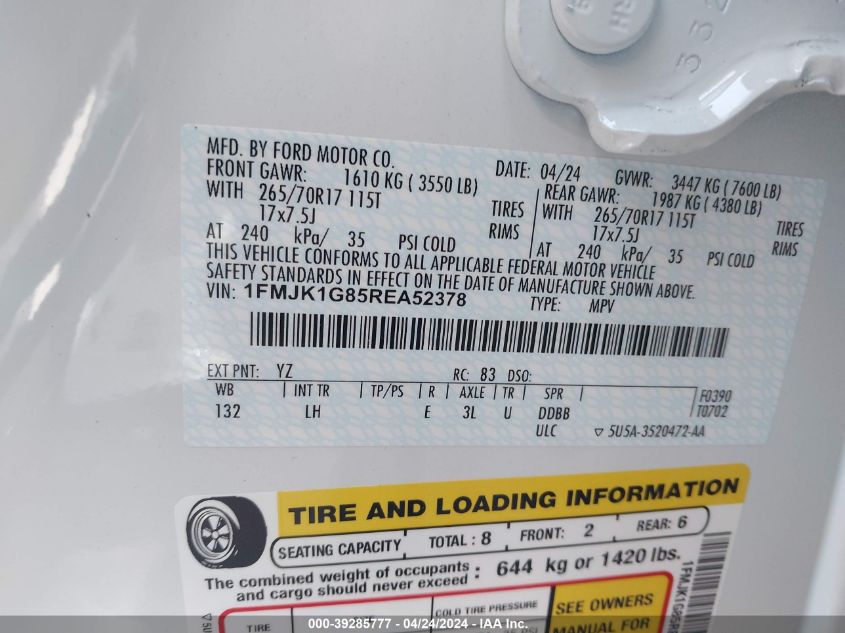 RH
MFD. BY FORD MOTOR CO.
DATE: 04/24 GVWR: 3447 KG ( 7600 LB)
FRONT GAWR: 1610 KG ( 3550 LB)
REAR GAWR: 1987 KG ( 4380 LB)
WITH 265/70R17 115T TIRES
WITH 265/70R17 115T TIRES
17x7.5J RIMS
17x7.5J RIMS
AT 240 kPa/ 35 PSI COLD
AT 240 kPa/ 35 PSI COLD
THIS VEHICLE CONFORMS TO ALL APPLICABLE FEDERAL MOTOR VEHICLE
SAFETY STANDARDS IN EFFECT ON THE DATE OF MANUFACTURE SHOWN ABOVE.
VIN: 1FMJK1G85REA52378
TYPE: MPV
EXT PNT: YZ RC: 83 DSO:
WB INT TR TP/PS R AXLE TR SPR
132 LH E 3L U DDBB
F0390
T0702
ULC ▽ 5U5A-3520472-AA
TIRE AND LOADING INFORMATION
SEATING CAPACITY TOTAL : 8 FRONT: 2 REAR: 6
The combined weight of occupants and cargo should never exceed : 644 kg or 1420 lbs.
TIRE
COLD TIRE PRESSURE
SEE OWNERS
MANUAL FOR
000-39285777 - 04/24/2024 - IAA Inc.